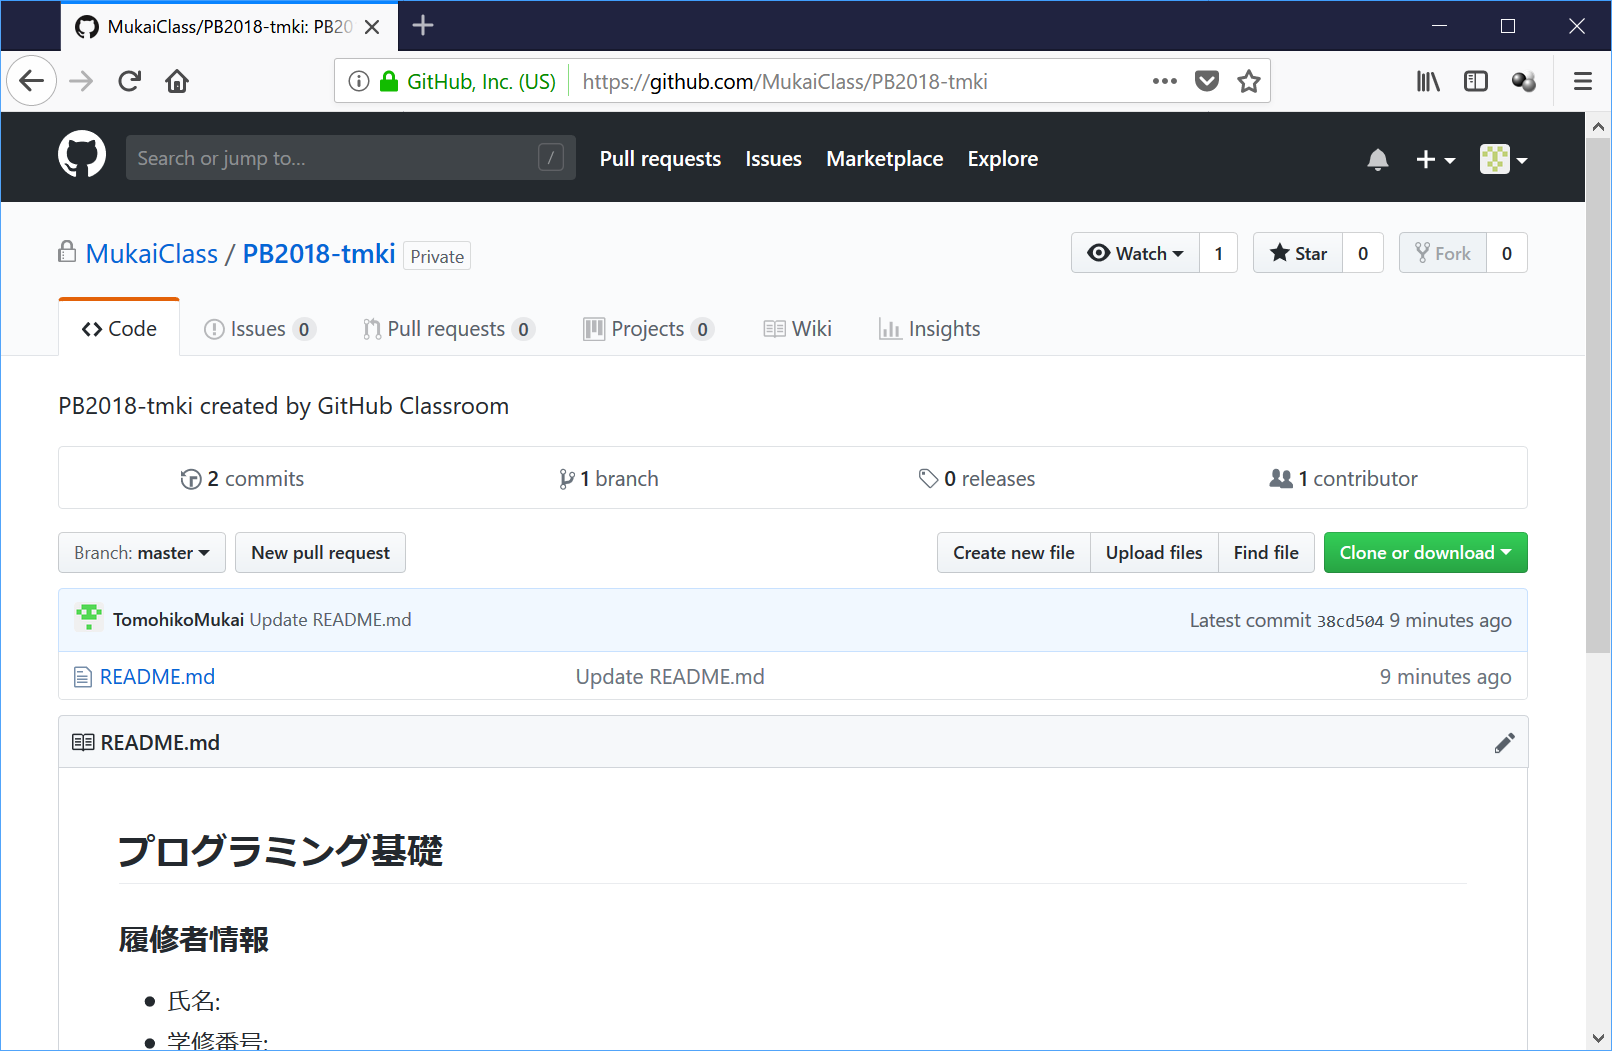 MukaiClass/PB2018-tmki: PB20
GitHub, Inc. (US) https://github.com/MukaiClass/PB2018-tmki
Search or jump to... / Pull requests Issues Marketplace Explore
MukaiClass / PB2018-tmki Private Watch 1 Star 0 Fork 0
Code Issues 0 Pull requests 0 Projects 0 Wiki Insights
PB2018-tmki created by GitHub Classroom
2 commits 1 branch 0 releases 1 contributor
Branch: master New pull request Create new file Upload files Find file Clone or download
TomohikoMukai Update README.md Latest commit 38cd504 9 minutes ago
README.md Update README.md 9 minutes ago
README.md
プログラミング基礎
履修者情報
氏名:
学修番号: